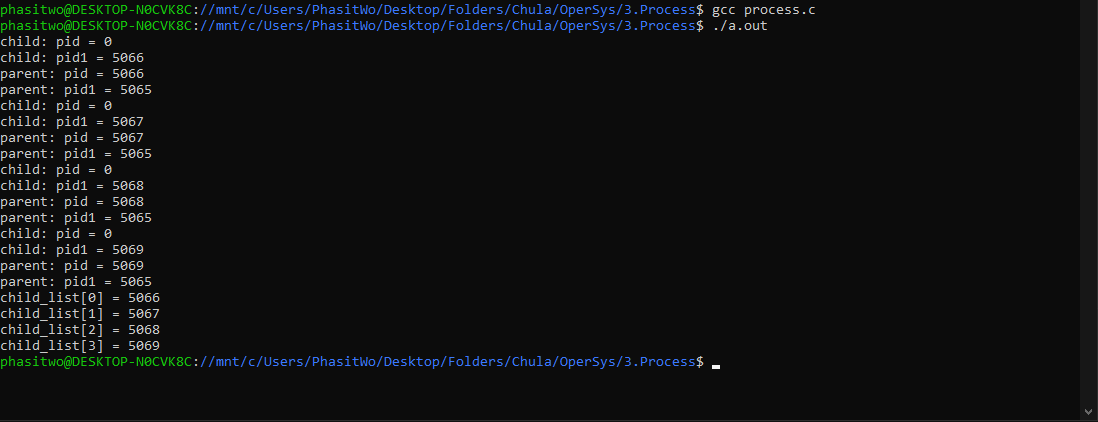 phasitwo@DESKTOP-N0CVK8C://mnt/c/Users/PhasitWo/Desktop/Folders/Chula/OperSys/3.Process$ gcc process.c
phasitwo@DESKTOP-N0CVK8C://mnt/c/Users/PhasitWo/Desktop/Folders/Chula/OperSys/3.Process$ ./a.out
child: pid = 0
child: pid1 = 5066
parent: pid = 5066
parent: pid1 = 5065
child: pid = 0
child: pid1 = 5067
parent: pid = 5067
parent: pid1 = 5065
child: pid = 0
child: pid1 = 5068
parent: pid = 5068
parent: pid1 = 5065
child: pid = 0
child: pid1 = 5069
parent: pid = 5069
parent: pid1 = 5065
child_list[0] = 5066
child_list[1] = 5067
child_list[2] = 5068
child_list[3] = 5069
phasitwo@DESKTOP-N0CVK8C://mnt/c/Users/PhasitWo/Desktop/Folders/Chula/OperSys/3.Process$